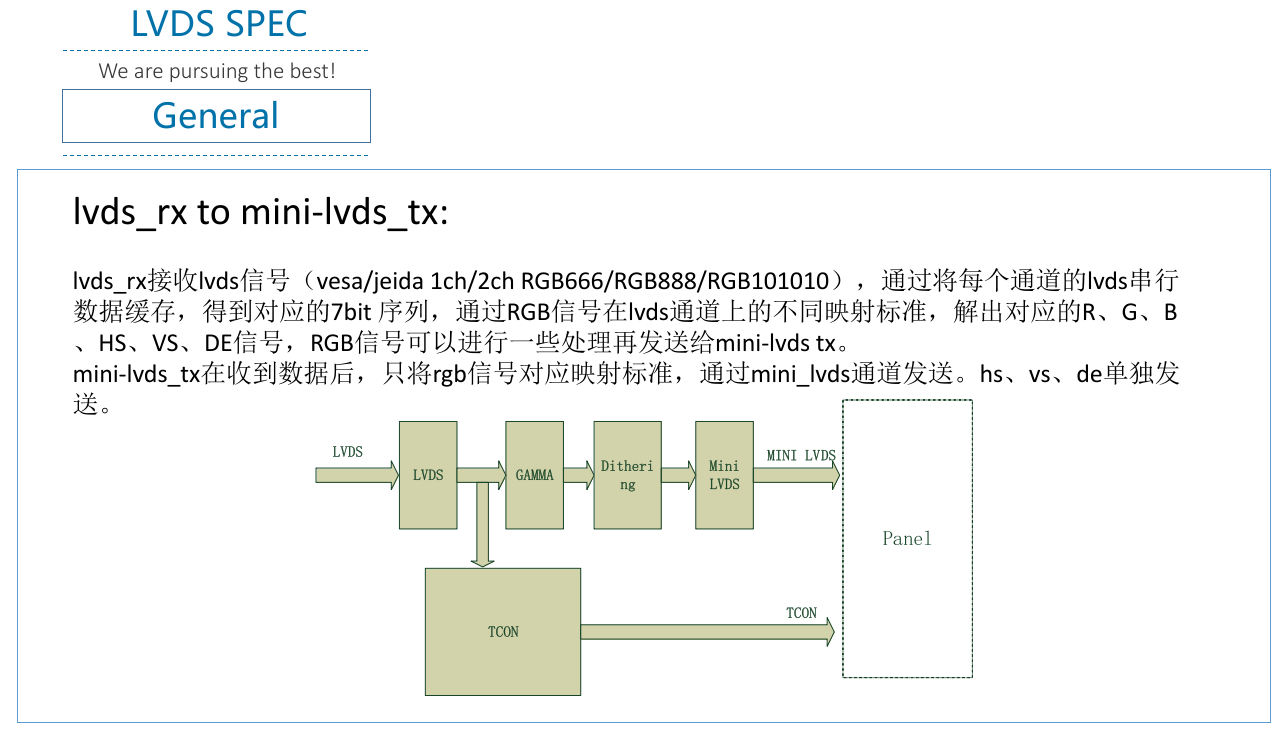 LVDS SPEC
We are pursuing the best!
General
lvds_rx to mini-lvds_tx:
lvds_rx接收lvds信号（vesa/jeida 1ch/2ch RGB666/RGB888/RGB101010），通过将每个通道的lvds串行
数据缓存，得到对应的7bit 序列，通过RGB信号在lvds通道上的不同映射标准，解出对应的R、G、B
、HS、VS、DE信号，RGB信号可以进行一些处理再发送给mini-lvds tx。
mini-lvds_tx在收到数据后，只将rgb信号对应映射标准，通过mini_lvds通道发送。hs、vs、de单独发
送。
LVDS
LVDS
GAMMA
Ditheri
ng
Mini
LVDS
MINI LVDS
Panel
TCON
TCON